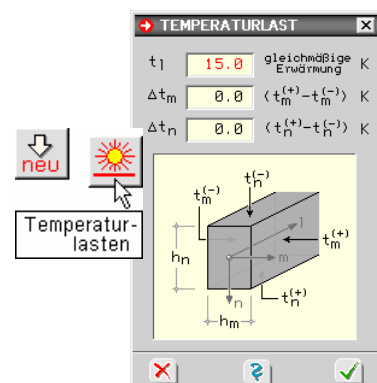 TEMPERATURLAST
t₁ 15.0 gleichmäßige Erwärmung K
Δtₘ 0.0 (tₘ⁽⁺⁾-tₘ⁽⁻⁾) K
Δtₙ 0.0 (tₙ⁽⁺⁾-tₙ⁽⁻⁾) K
neu
Temperatur-
lasten
tₙ⁽⁻⁾
tₘ⁽⁻⁾
l
tₘ⁽⁺⁾
hₙ
m
n
tₙ⁽⁺⁾
hₘ